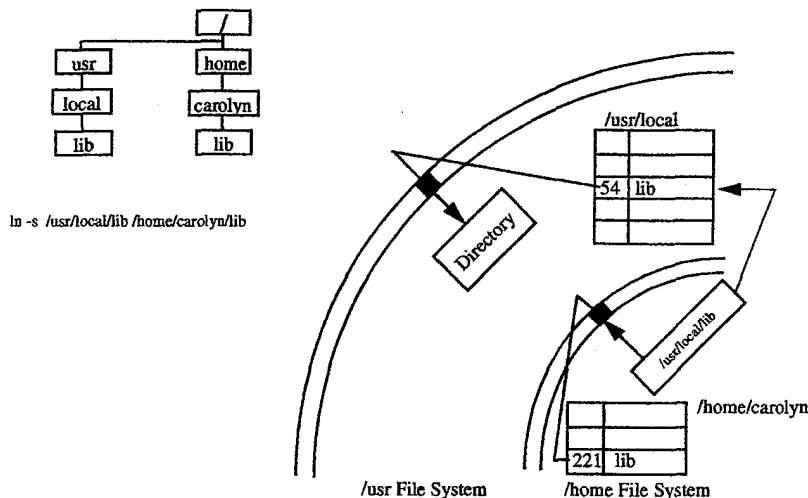 /
usr home
local carolyn
lib lib
ln -s /usr/local/lib /home/carolyn/lib
/usr/local
54 lib
Directory
/usr/local/lib
/home/carolyn
221 lib
/usr File System
/home File System